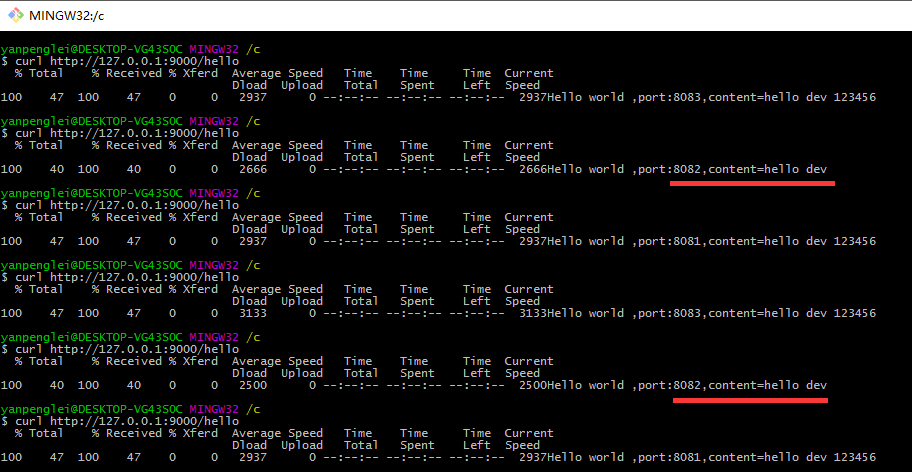 MINGW32:/c
yanpenglei@DESKTOP-VG43SOC MINGW32 /c
$ curl http://127.0.0.1:9000/hello
  % Total    % Received % Xferd  Average Speed   Time    Time     Time  Current
                                 Dload  Upload   Total   Spent    Left  Speed
100    47  100    47    0     0   2937      0 --:--:-- --:--:-- --:--:--  2937Hello world ,port:8083,content=hello dev 123456
yanpenglei@DESKTOP-VG43SOC MINGW32 /c
$ curl http://127.0.0.1:9000/hello
  % Total    % Received % Xferd  Average Speed   Time    Time     Time  Current
                                 Dload  Upload   Total   Spent    Left  Speed
100    40  100    40    0     0   2666      0 --:--:-- --:--:-- --:--:--  2666Hello world ,port:8082,content=hello dev
yanpenglei@DESKTOP-VG43SOC MINGW32 /c
$ curl http://127.0.0.1:9000/hello
  % Total    % Received % Xferd  Average Speed   Time    Time     Time  Current
                                 Dload  Upload   Total   Spent    Left  Speed
100    47  100    47    0     0   2937      0 --:--:-- --:--:-- --:--:--  2937Hello world ,port:8081,content=hello dev 123456
yanpenglei@DESKTOP-VG43SOC MINGW32 /c
$ curl http://127.0.0.1:9000/hello
  % Total    % Received % Xferd  Average Speed   Time    Time     Time  Current
                                 Dload  Upload   Total   Spent    Left  Speed
100    47  100    47    0     0   3133      0 --:--:-- --:--:-- --:--:--  3133Hello world ,port:8083,content=hello dev 123456
yanpenglei@DESKTOP-VG43SOC MINGW32 /c
$ curl http://127.0.0.1:9000/hello
  % Total    % Received % Xferd  Average Speed   Time    Time     Time  Current
                                 Dload  Upload   Total   Spent    Left  Speed
100    40  100    40    0     0   2500      0 --:--:-- --:--:-- --:--:--  2500Hello world ,port:8082,content=hello dev
yanpenglei@DESKTOP-VG43SOC MINGW32 /c
$ curl http://127.0.0.1:9000/hello
  % Total    % Received % Xferd  Average Speed   Time    Time     Time  Current
                                 Dload  Upload   Total   Spent    Left  Speed
100    47  100    47    0     0   2937      0 --:--:-- --:--:-- --:--:--  2937Hello world ,port:8081,content=hello dev 123456